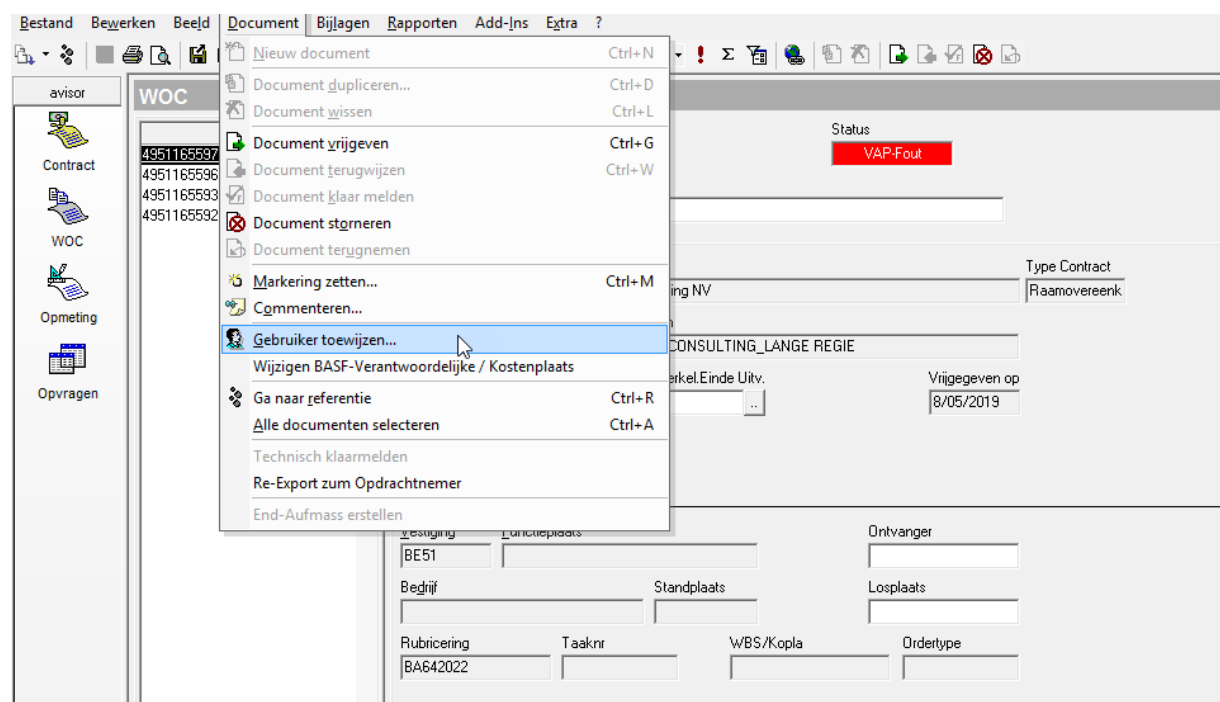 Bestand Bewerken Beeld Document Bijlagen Rapporten Add-Ins Extra ?
avisor
Contract
WOC
Opmeting
Opvragen
WOC
4951165597
4951165596
4951165593
4951165592
Nieuw document Ctrl+N
Document dupliceren... Ctrl+D
Document wissen Ctrl+L
Document vrijgeven Ctrl+G
Document terugwijzen Ctrl+W
Document klaar melden
Document storneren
Document terugnemen
Markering zetten... Ctrl+M
Commenteren...
Gebruiker toewijzen...
Wijzigen BASF-Verantwoordelijke / Kostenplaats
Ga naar referentie Ctrl+R
Alle documenten selecteren Ctrl+A
Technisch klaarmelden
Re-Export zum Opdrachtnemer
End-Aufmass erstellen
Status
VAP-Fout
Type Contract
ing NV Raamovereenk
CONSULTING_LANGE REGIE
erkel.Einde Uitv. Vrijgegeven op
.. 8/05/2019
Vestiging Functieplaats Ontvanger
BE51
Bedrijf Standplaats Losplaats
Rubricering Taaknr WBS/Kopla Ordertype
BA642022